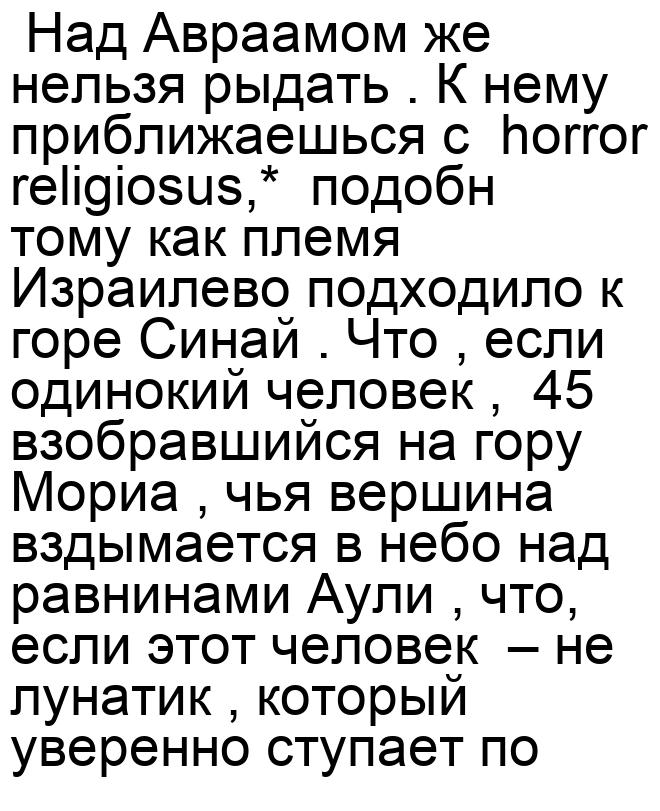 Над Авраамом же
нельзя рыдать . К нему
приближаешься с  horror
religiosus,*  подобн
тому как племя
Израилево подходило к
горе Синай . Что , если
одинокий человек ,  45
взобравшийся на гору
Мориа , чья вершина
вздымается в небо над
равнинами Аули , что,
если этот человек  – не
лунатик , который
уверенно ступает по